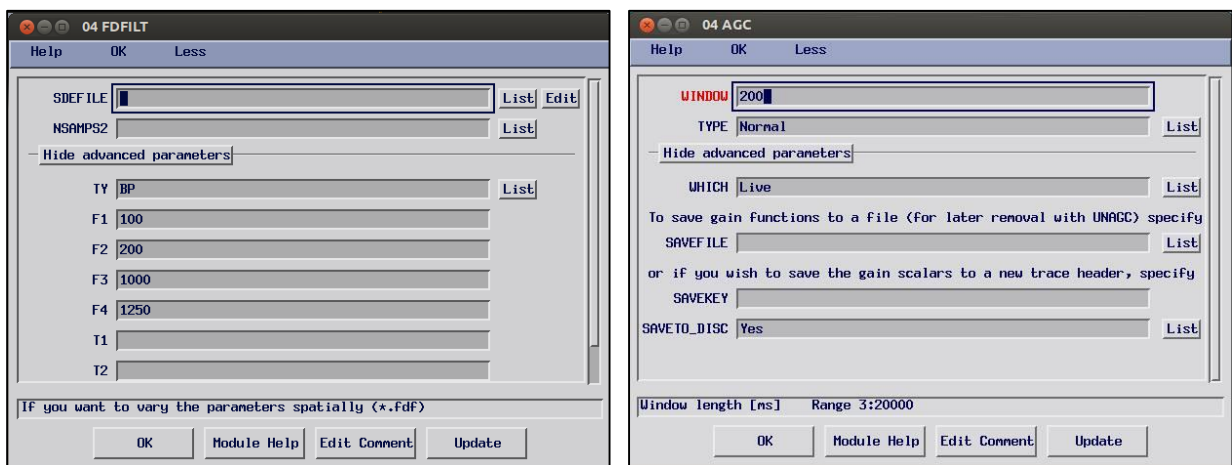 04 FDFILT
Help OK Less
SDEFILE List Edit
NSAMPS2 List
Hide advanced parameters
TY BP List
F1 100
F2 200
F3 1000
F4 1250
T1
T2
If you want to vary the parameters spatially (*.fdf)
OK Module Help Edit Comment Update
04 AGC
Help OK Less
WINDOW 200
TYPE Normal List
Hide advanced parameters
WHICH Live List
To save gain functions to a file (for later removal with UNAGC) specify
SAVEFILE List
or if you wish to save the gain scalars to a new trace header, specify
SAVEKEY
SAVETO_DISC Yes List
Window length [ms] Range 3:20000
OK Module Help Edit Comment Update